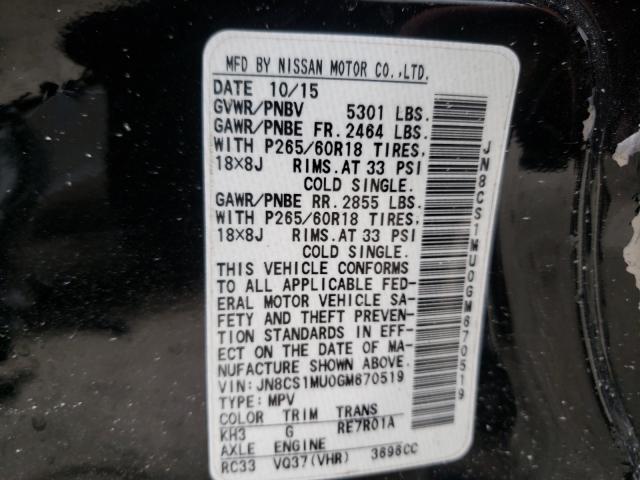 MFD BY NISSAN MOTOR CO.,LTD.
DATE 10/15
GVWR/PNBV 5301 LBS.
GAWR/PNBE FR. 2464 LBS.
WITH P265/60R18 TIRES,
18×8J RIMS.AT 33 PSI
COLD SINGLE.
GAWR/PNBE RR. 2855 LBS.
WITH P265/60R18 TIRES,
18×8J RIMS.AT 33 PSI
COLD SINGLE.
THIS VEHICLE CONFORMS
TO ALL APPLICABLE FED-
ERAL MOTOR VEHICLE SA-
FETY AND THEFT PREVEN-
TION STANDARDS IN EFF-
ECT ON THE DATE OF MA-
NUFACTURE SHOWN ABOVE.
VIN:JN8CS1MU0GM670519
TYPE:MPV
COLOR TRIM TRANS
KH3 G RE7R01A
AXLE ENGINE
RC33 VQ37(VHR) 3696CC
JN8CS1MU0GM670519